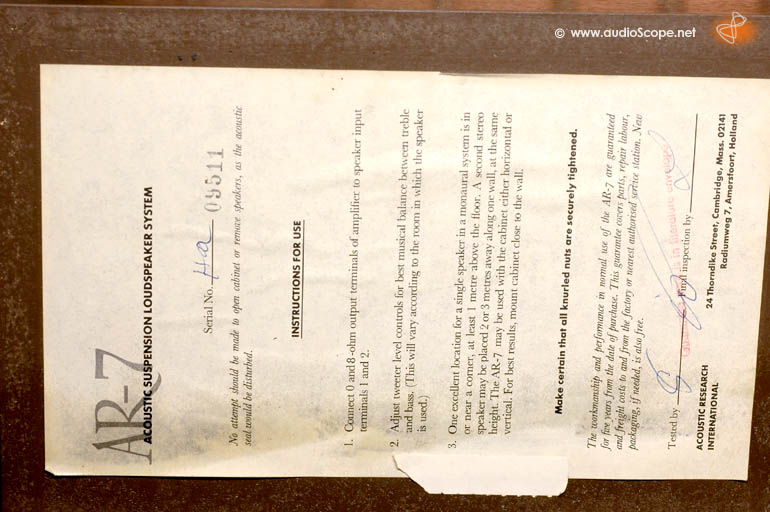 © www.audioScope.net
AR-7
ACOUSTIC SUSPENSION LOUDSPEAKER SYSTEM
Serial No. Ha 09511
No attempt should be made to open cabinet or remove speakers, as the acoustic
seal would be disturbed.
INSTRUCTIONS FOR USE
1. Connect 0 and 8-ohm output terminals of amplifier to speaker input
terminals 1 and 2.
2. Adjust tweeter level controls for best musical balance between treble
and bass. (This will vary according to the room in which the speaker
is used.)
3. One excellent location for a single speaker in a monaural system is in
or near a corner, at least 1 metre above the floor. A second stereo
speaker may be placed 2 or 3 metres away along one wall, at the same
height. The AR-7 may be used with the cabinet either horizontal or
vertical. For best results, mount cabinet close to the wall.
Make certain that all knurled nuts are securely tightened.
The workmanship and performance in normal use of the AR-7 are guaranteed
for five years from the date of purchase. This guarantee covers parts, repair labour,
and freight costs to and from the factory or nearest authorised service station. New
packaging, if needed, is also free.
in literature envelope
Tested by Final inspection by
ACOUSTIC RESEARCH
INTERNATIONAL
24 Thorndike Street, Cambridge, Mass. 02141
Radiumweg 7, Amersfoort, Holland